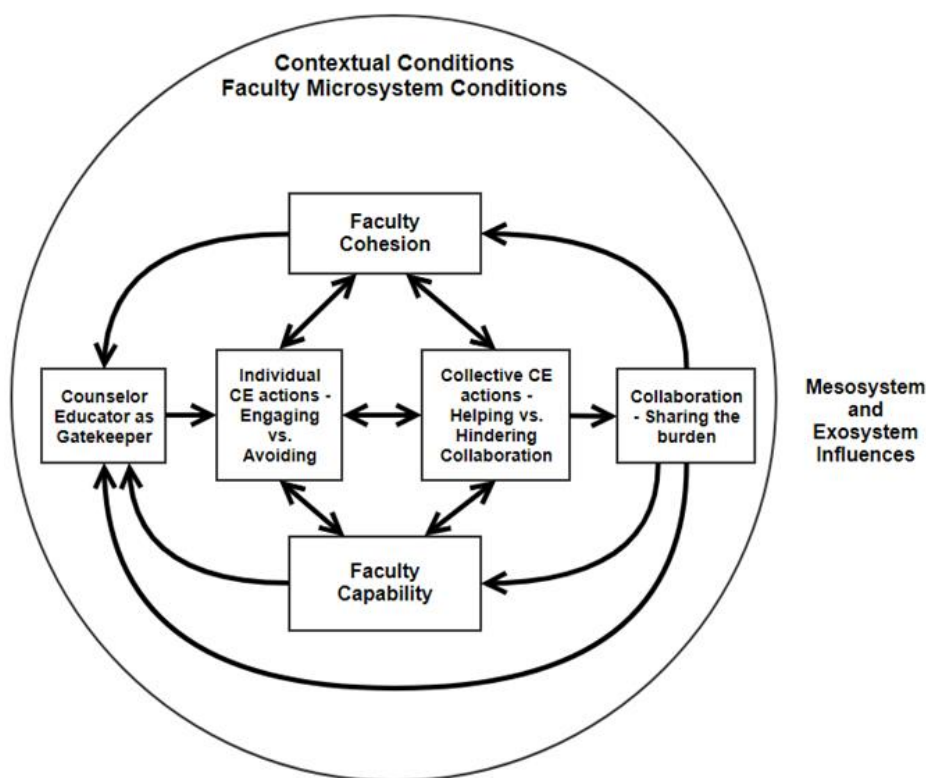 Contextual Conditions
Faculty Microsystem Conditions
Faculty
Cohesion
Counselor
Educator as
Gatekeeper
Individual
CE actions -
Engaging
vs.
Avoiding
Collective CE
actions -
Helping vs.
Hindering
Collaboration
Collaboration
- Sharing the
burden
Mesosystem
and
Exosystem
Influences
Faculty
Capability